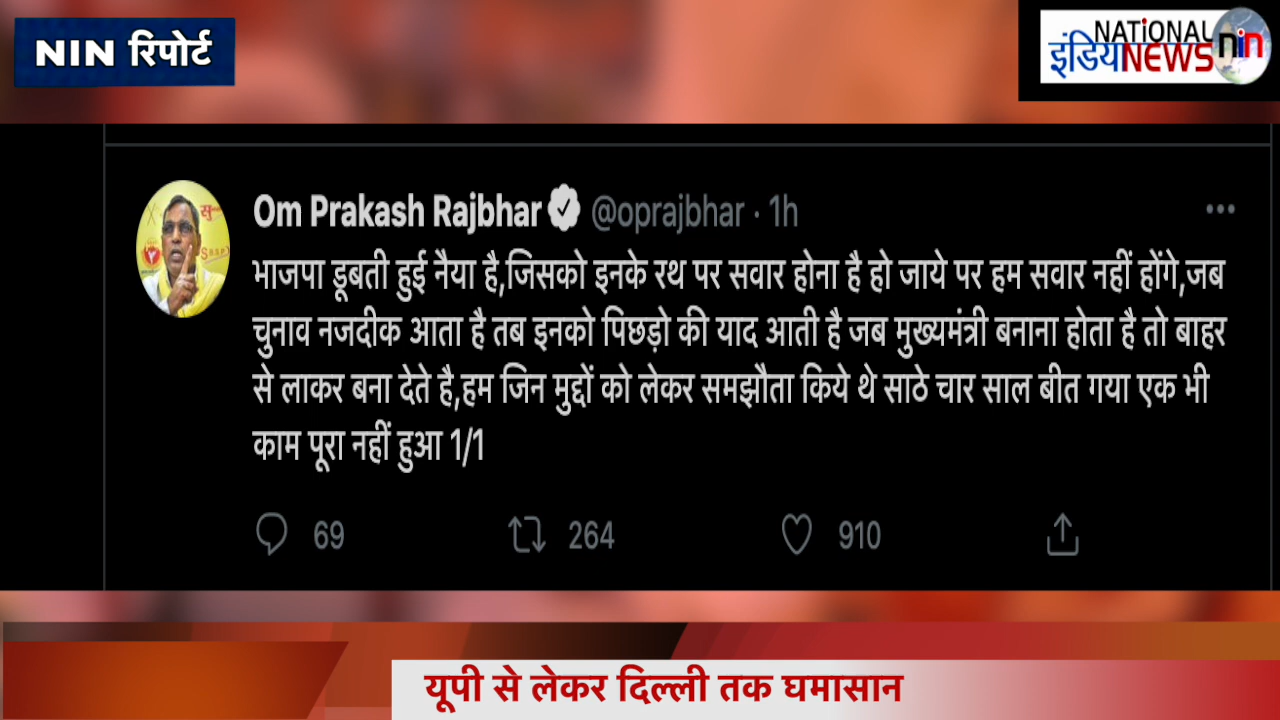 NIN रिपोर्ट
NATiONAL
इंडियाNEWS nin
Om Prakash Rajbhar @oprajbhar · 1h
भाजपा डूबती हुई नैया है,जिसको इनके रथ पर सवार होना है हो जाये पर हम सवार नहीं होंगे,जब
चुनाव नजदीक आता है तब इनको पिछड़ो की याद आती है जब मुख्यमंत्री बनाना होता है तो बाहर
से लाकर बना देते है,हम जिन मुद्दों को लेकर समझौता किये थे साठे चार साल बीत गया एक भी
काम पूरा नहीं हुआ 1/1
69 264 910
यूपी से लेकर दिल्ली तक घमासान